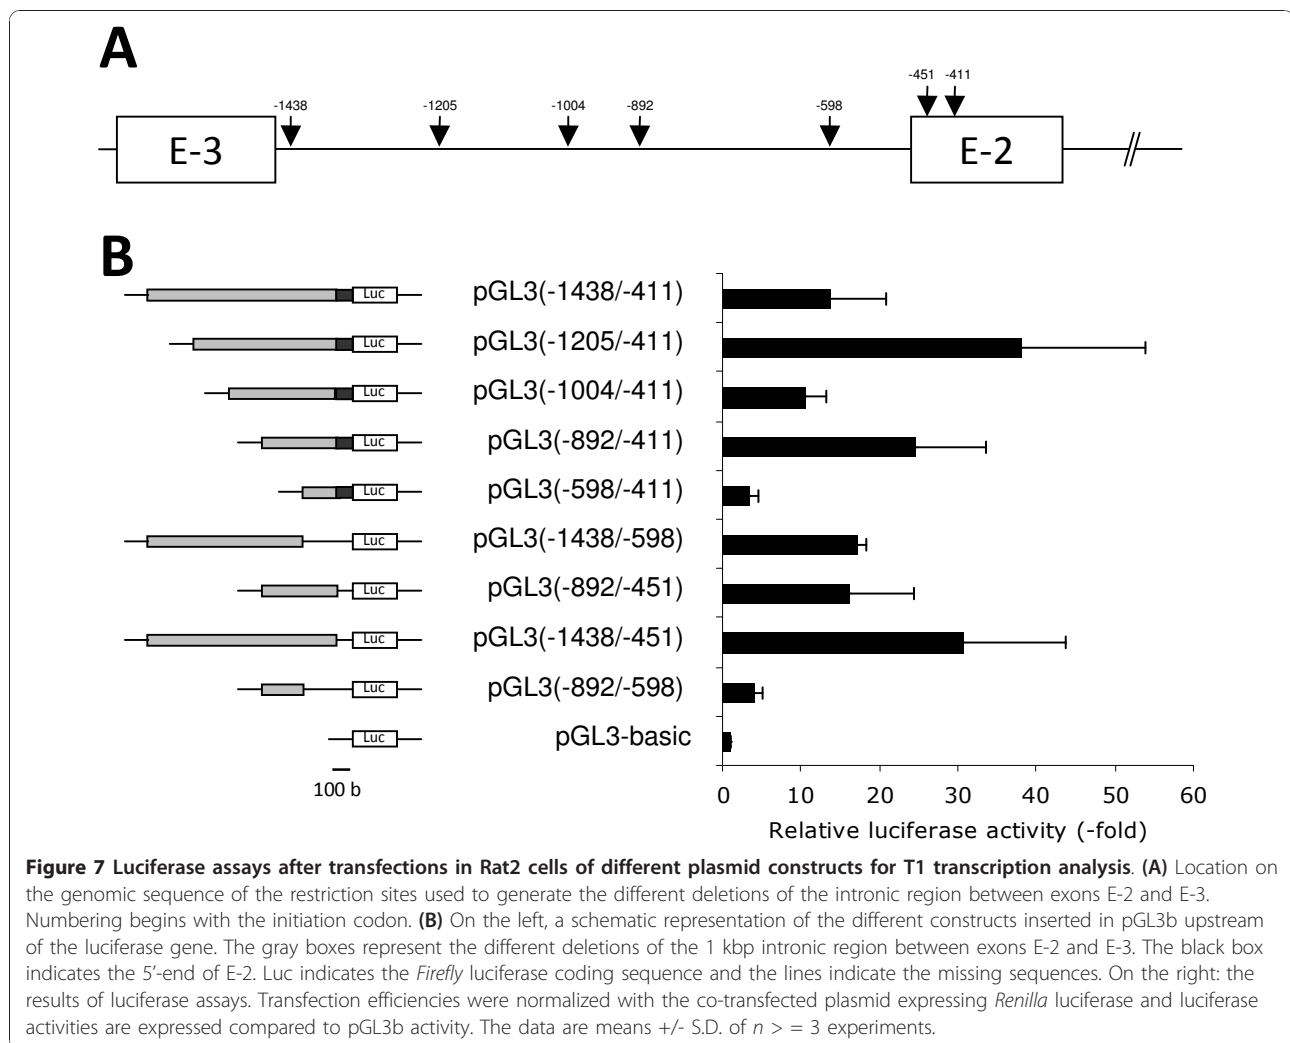 A
-1438
-1205
-1004
-892
-598
-451
-411
E-3
E-2
B
Luc
pGL3(-1438/-411)
Luc
pGL3(-1205/-411)
Luc
pGL3(-1004/-411)
Luc
pGL3(-892/-411)
Luc
pGL3(-598/-411)
Luc
pGL3(-1438/-598)
Luc
pGL3(-892/-451)
Luc
pGL3(-1438/-451)
Luc
pGL3(-892/-598)
Luc
pGL3-basic
100 b
0 10 20 30 40 50 60
Relative luciferase activity (-fold)
Figure 7 Luciferase assays after transfections in Rat2 cells of different plasmid constructs for T1 transcription analysis. (A) Location on
the genomic sequence of the restriction sites used to generate the different deletions of the intronic region between exons E-2 and E-3.
Numbering begins with the initiation codon. (B) On the left, a schematic representation of the different constructs inserted in pGL3b upstream
of the luciferase gene. The gray boxes represent the different deletions of the 1 kbp intronic region between exons E-2 and E-3. The black box
indicates the 5’-end of E-2. Luc indicates the Firefly luciferase coding sequence and the lines indicate the missing sequences. On the right: the
results of luciferase assays. Transfection efficiencies were normalized with the co-transfected plasmid expressing Renilla luciferase and luciferase
activities are expressed compared to pGL3b activity. The data are means +/- S.D. of n > = 3 experiments.